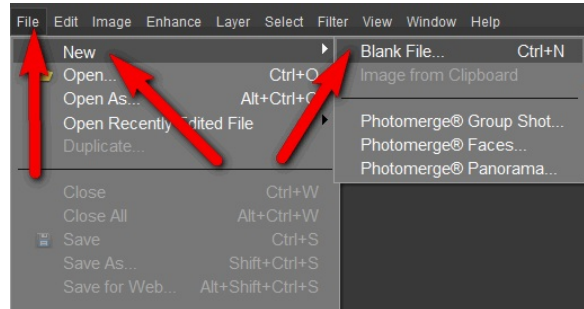 File Edit Image Enhance Layer Select Filter View Window Help
New
Open... Ctrl+O
Open As... Alt+Ctrl+O
Open Recently Edited File
Duplicate...
Close Ctrl+W
Close All Alt+Ctrl+W
Save Ctrl+S
Save As... Shift+Ctrl+S
Save for Web... Alt+Shift+Ctrl+S
Blank File... Ctrl+N
Image from Clipboard
Photomerge® Group Shot...
Photomerge® Faces...
Photomerge® Panorama...